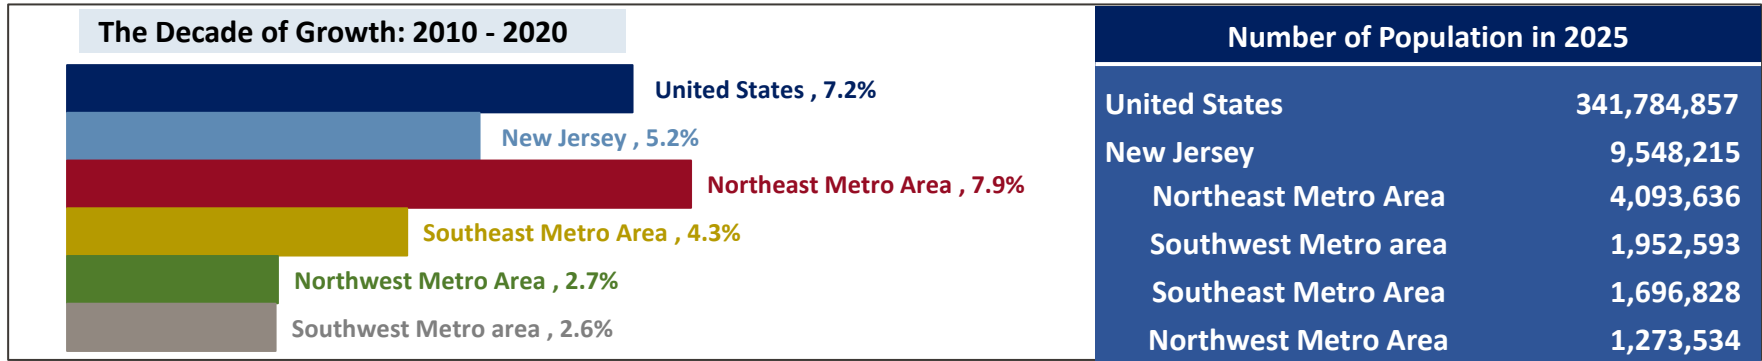 The Decade of Growth: 2010 - 2020
United States , 7.2%
New Jersey , 5.2%
Northeast Metro Area , 7.9%
Southeast Metro Area , 4.3%
Northwest Metro Area , 2.7%
Southwest Metro area , 2.6%
Number of Population in 2025
United States 341,784,857
New Jersey 9,548,215
Northeast Metro Area 4,093,636
Southwest Metro area 1,952,593
Southeast Metro Area 1,696,828
Northwest Metro Area 1,273,534